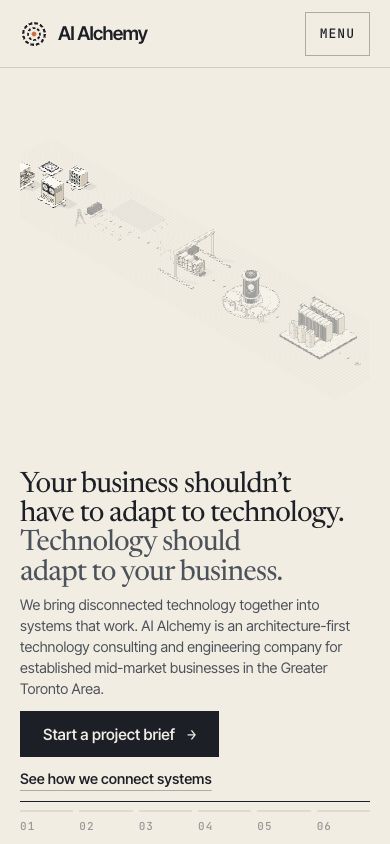 AI Alchemy
MENU
Your business shouldn’t
have to adapt to technology.
Technology should
adapt to your business.
We bring disconnected technology together into
systems that work. AI Alchemy is an architecture-first
technology consulting and engineering company for
established mid-market businesses in the Greater
Toronto Area.
Start a project brief →
See how we connect systems
01 02 03 04 05 06